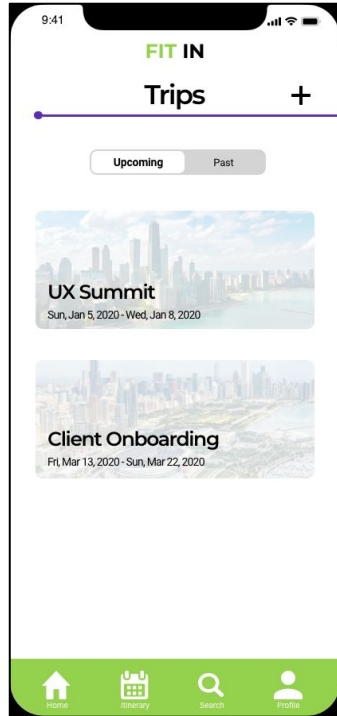 9:41
FIT IN
Trips +
Upcoming Past
UX Summit
Sun, Jan 5, 2020 - Wed, Jan 8, 2020
Client Onboarding
Fri, Mar 13, 2020 - Sun, Mar 22, 2020
Home Itinerary Search Profile